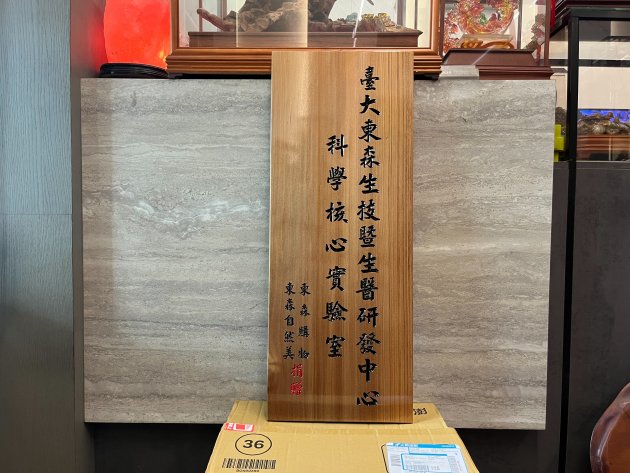 臺大東森生技暨生醫研發中心
科學核心實驗室
東森購物
東森自然美
捐贈
36